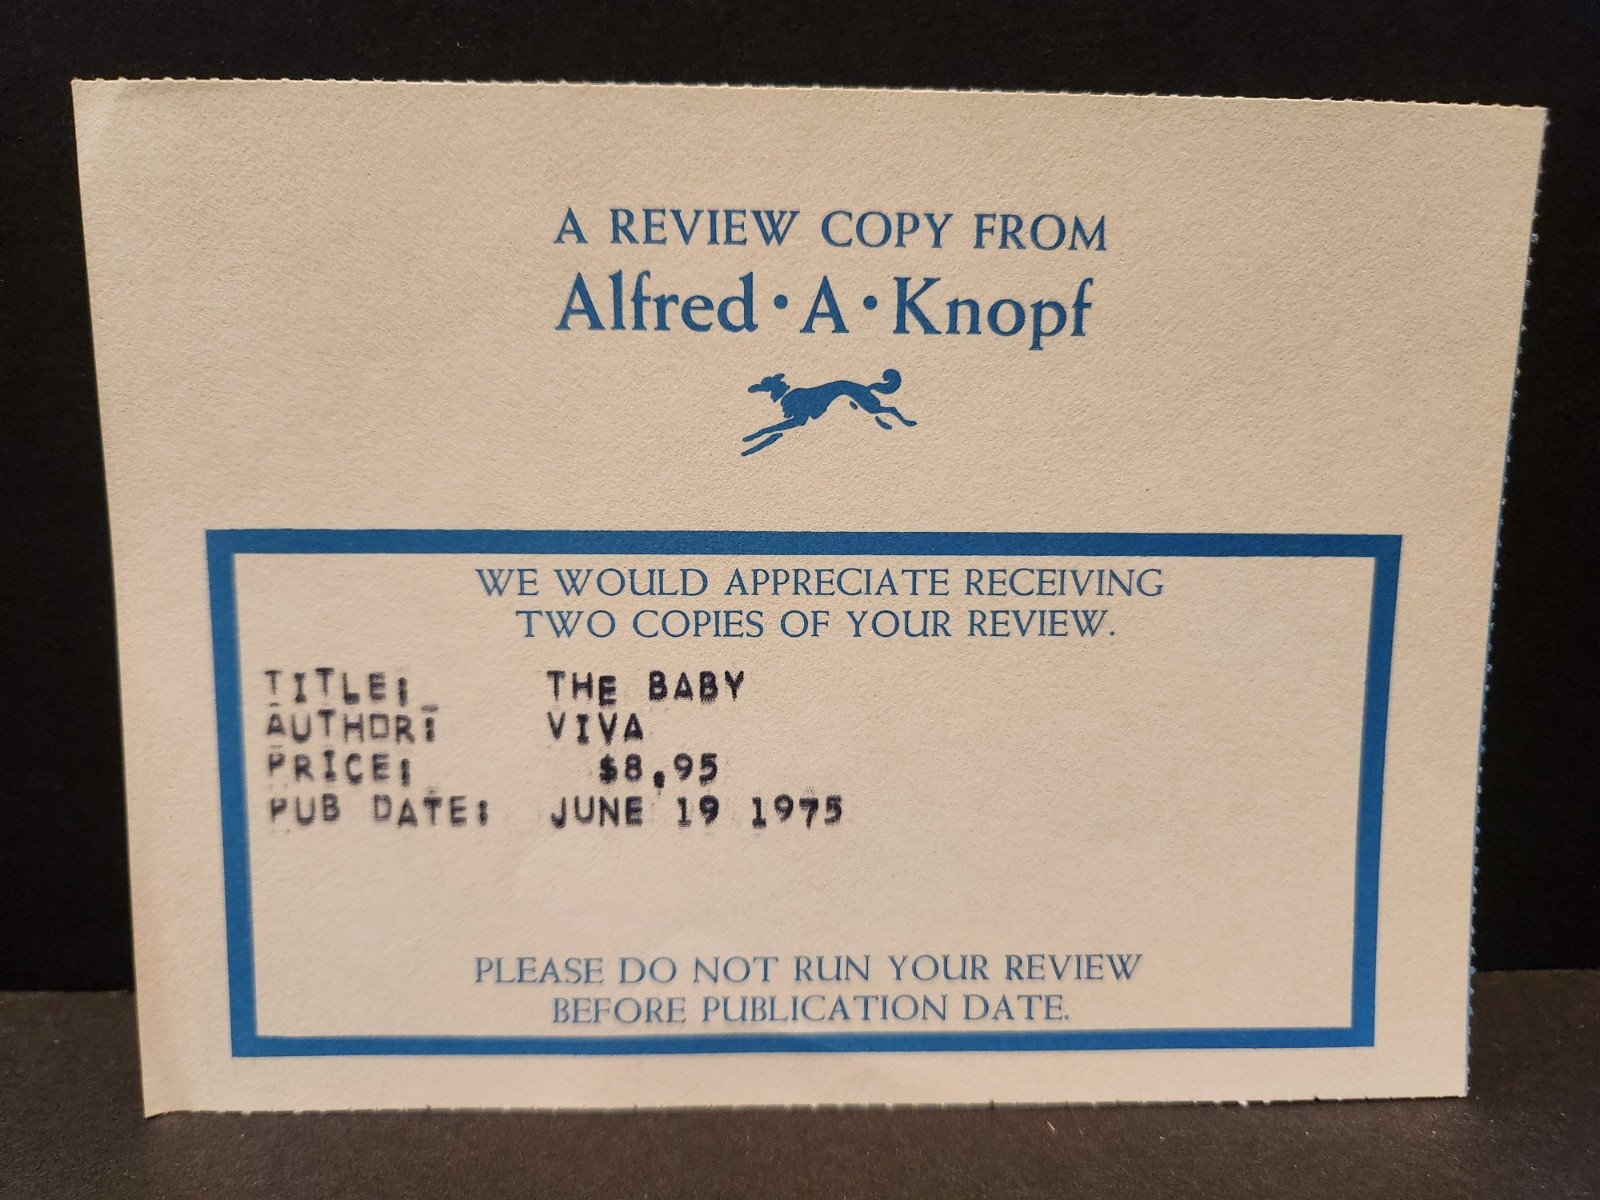 A REVIEW COPY FROM
Alfred · A · Knopf
WE WOULD APPRECIATE RECEIVING
TWO COPIES OF YOUR REVIEW.
TITLE: THE BABY
AUTHOR: VIVA
PRICE: $8.95
PUB DATE: JUNE 19 1975
PLEASE DO NOT RUN YOUR REVIEW
BEFORE PUBLICATION DATE.